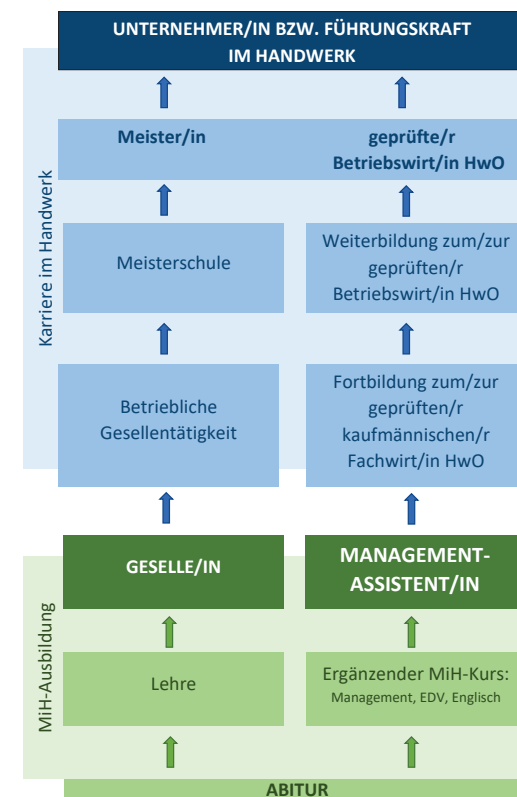 UNTERNEHMER/IN BZW. FÜHRUNGSKRAFT
IM HANDWERK
Karriere im Handwerk
Meister/in
geprüfte/r
Betriebswirt/in HwO
Meisterschule
Weiterbildung zum/zur
geprüften/r
Betriebswirt/in HwO
Betriebliche
Gesellentätigkeit
Fortbildung zum/zur
geprüften/r
kaufmännischen/r
Fachwirt/in HwO
MiH-Ausbildung
GESELLE/IN
MANAGEMENT-
ASSISTENT/IN
Lehre
Ergänzender MiH-Kurs:
Management, EDV, Englisch
ABITUR